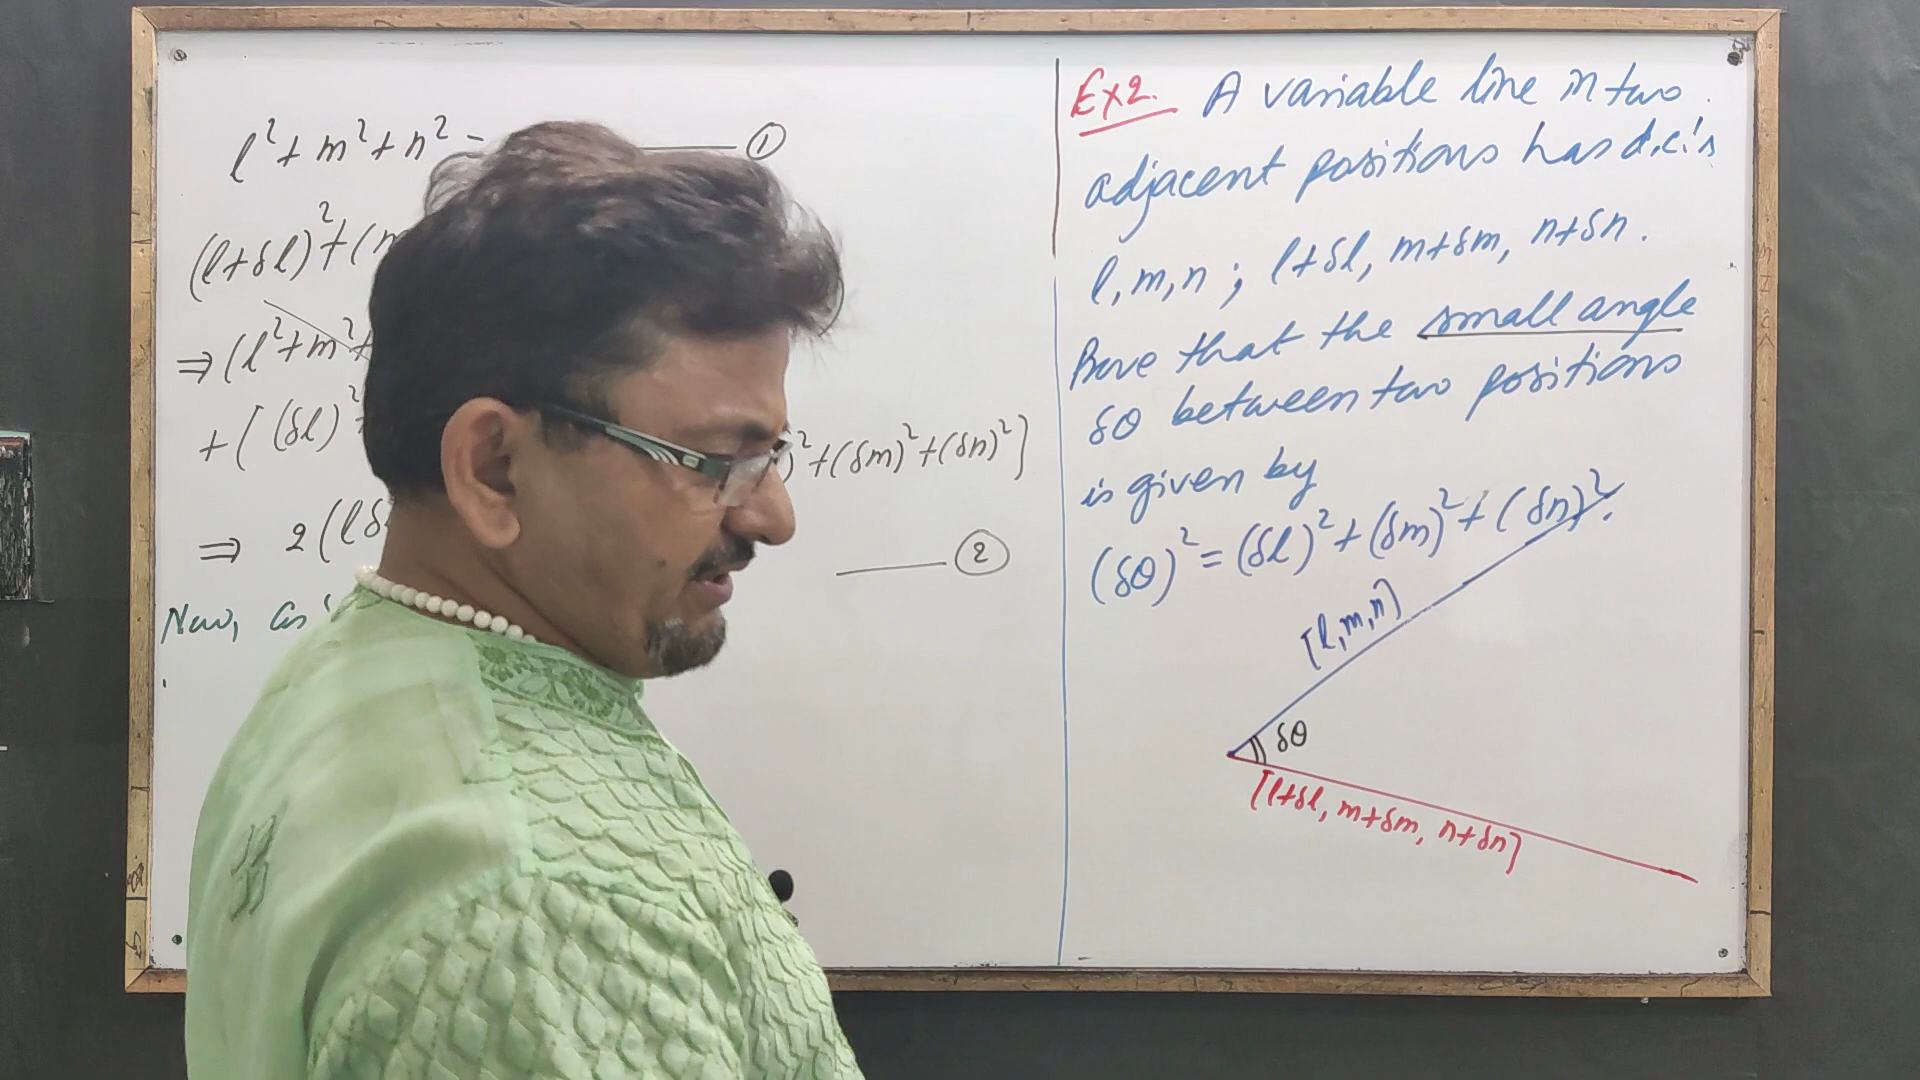 l²+m²+n² - ——— ①
(l+δl)²+(m
⇒ (l²+m²+
+[(δl)² )²+(δm)²+(δn)²]
⇒ 2(lδ ——— ②
Now, as
Ex2. A variable line in two
adjacent positions has d.c.'s
l, m, n ; l+δl, m+δm, n+δn.
Prove that the small angle
δθ between two positions
is given by
(δθ)² = (δl)² + (δm)² + (δn)².
[l, m, n]
δθ
[l+δl, m+δm, n+δn]